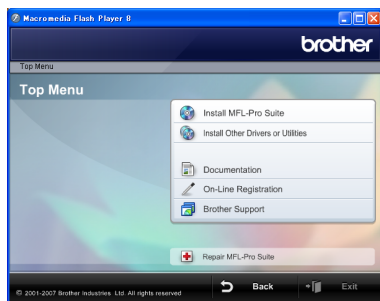 Macromedia Flash Player 8
brother
Top Menu
Top Menu
Install MFL-Pro Suite
Install Other Drivers or Utilities
Documentation
On-Line Registration
Brother Support
Repair MFL-Pro Suite
© 2001-2007 Brother Industries Ltd. All rights reserved
Back
Exit